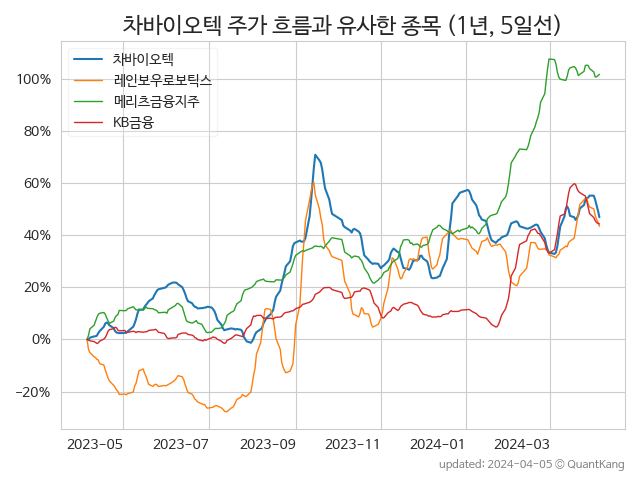 차바이오텍 주가 흐름과 유사한 종목 (1년, 5일선)
차바이오텍
레인보우로보틱스
메리츠금융지주
KB금융
100%
80%
60%
40%
20%
0%
−20%
2023-05 2023-07 2023-09 2023-11 2024-01 2024-03
updated: 2024-04-05 © QuantKang